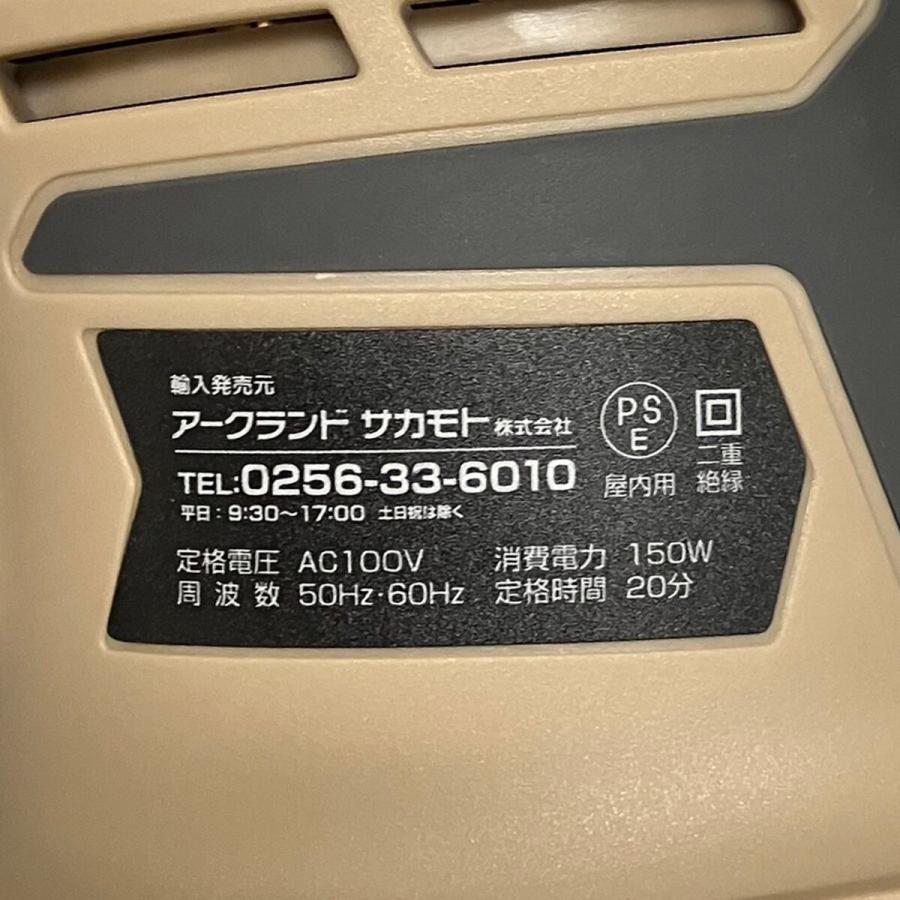 輸入発売元
アークランド サカモト 株式会社
TEL:0256-33-6010
平日:9:30〜17:00 土日祝は除く
PS
E
屋内用
二重
絶縁
定格電圧 AC100V 消費電力 150W
周波数 50Hz・60Hz 定格時間 20分